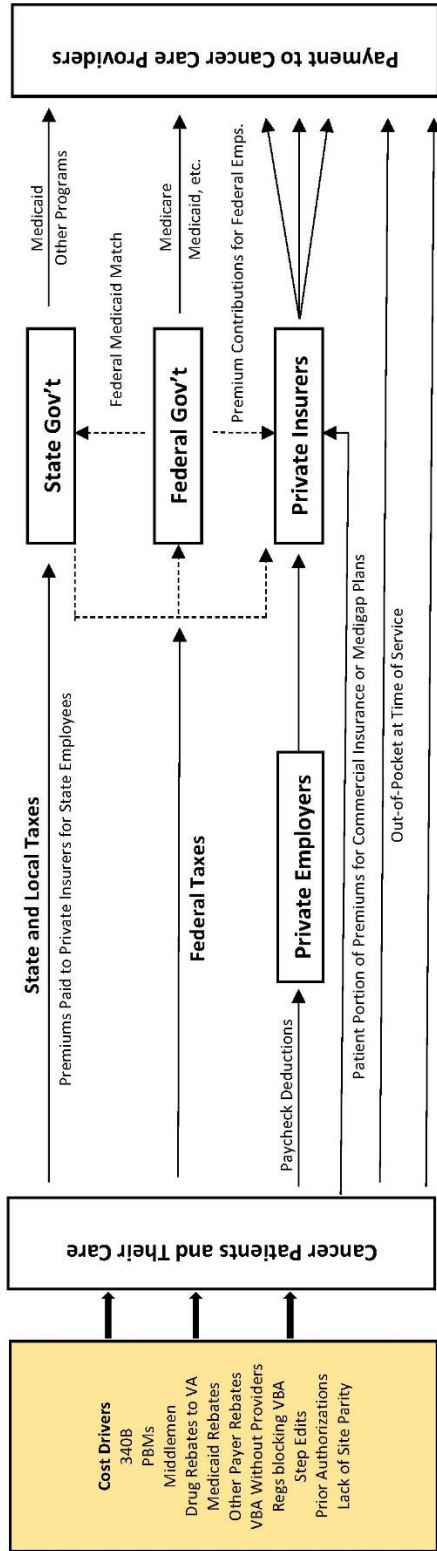 Cost Drivers
340B
PBMs
Middlemen
Drug Rebates to VA
Medicaid Rebates
Other Payer Rebates
VBA Without Providers
Regs blocking VBA
Step Edits
Prior Authorizations
Lack of Site Parity
Cancer Patients and Their Care
State and Local Taxes
Premiums Paid to Private Insurers for State Employees
Federal Taxes
Paycheck Deductions
Private Employers
Patient Portion of Premiums for Commercial Insurance or Medigap Plans
Out-of-Pocket at Time of Service
State Gov't
Federal Medicaid Match
Federal Gov't
Premium Contributions for Federal Emps.
Private Insurers
Medicaid
Other Programs
Medicare
Medicaid, etc.
Payment to Cancer Care Providers